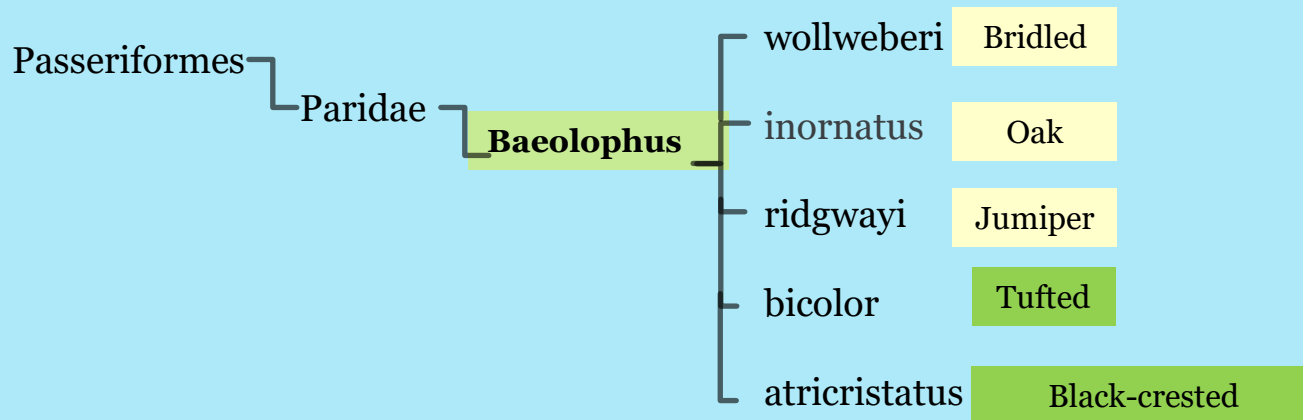 Passeriformes
Paridae
Baeolophus
wollweberi Bridled
inornatus Oak
ridgwayi Jumiper
bicolor Tufted
atricristatus Black-crested